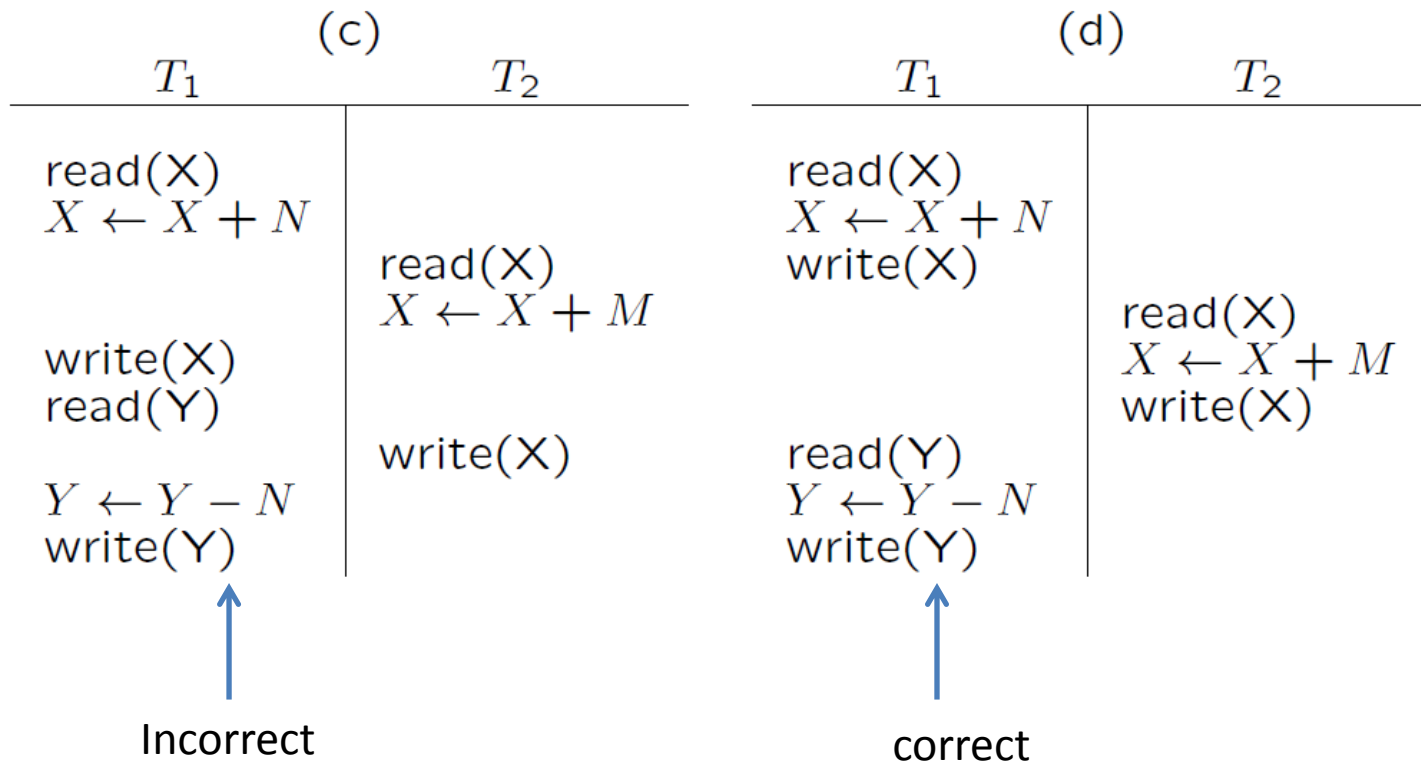 (c)
T₁ T₂
read(X)
X ← X + N
read(X)
X ← X + M
write(X)
read(Y)
write(X)
Y ← Y − N
write(Y)
Incorrect
(d)
T₁ T₂
read(X)
X ← X + N
write(X)
read(X)
X ← X + M
write(X)
read(Y)
Y ← Y − N
write(Y)
correct